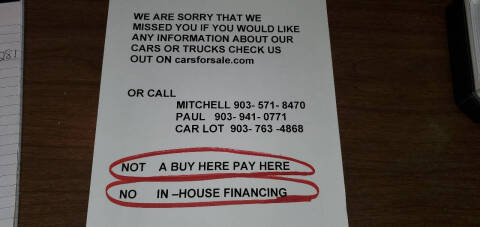 WE ARE SORRY THAT WE
MISSED YOU IF YOU WOULD LIKE
ANY INFORMATION ABOUT OUR
CARS OR TRUCKS CHECK US
OUT ON carsforsale.com
OR CALL
MITCHELL 903- 571- 8470
PAUL 903- 941- 0771
CAR LOT 903- 763 -4868
NOT A BUY HERE PAY HERE
NO IN –HOUSE FINANCING